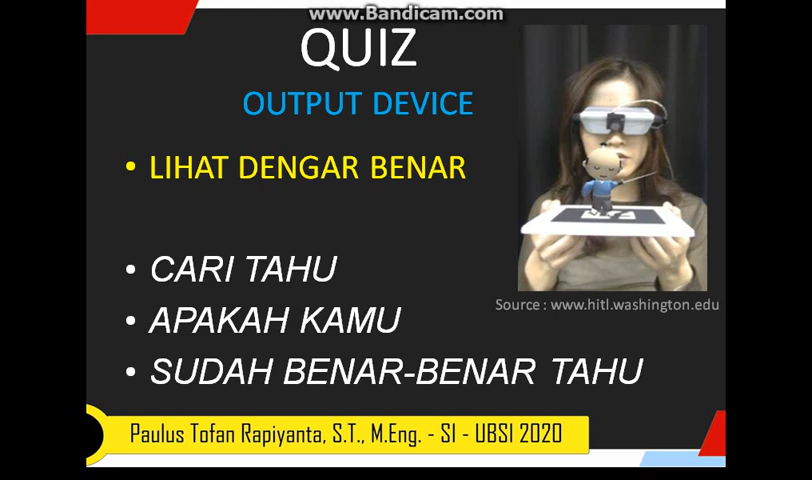 www.Bandicam.com
QUIZ
OUTPUT DEVICE
• LIHAT DENGAR BENAR
• CARI TAHU
• APAKAH KAMU
• SUDAH BENAR-BENAR TAHU
Source : www.hitl.washington.edu
Paulus Tofan Rapiyanta, S.T., M.Eng. - SI - UBSI 2020